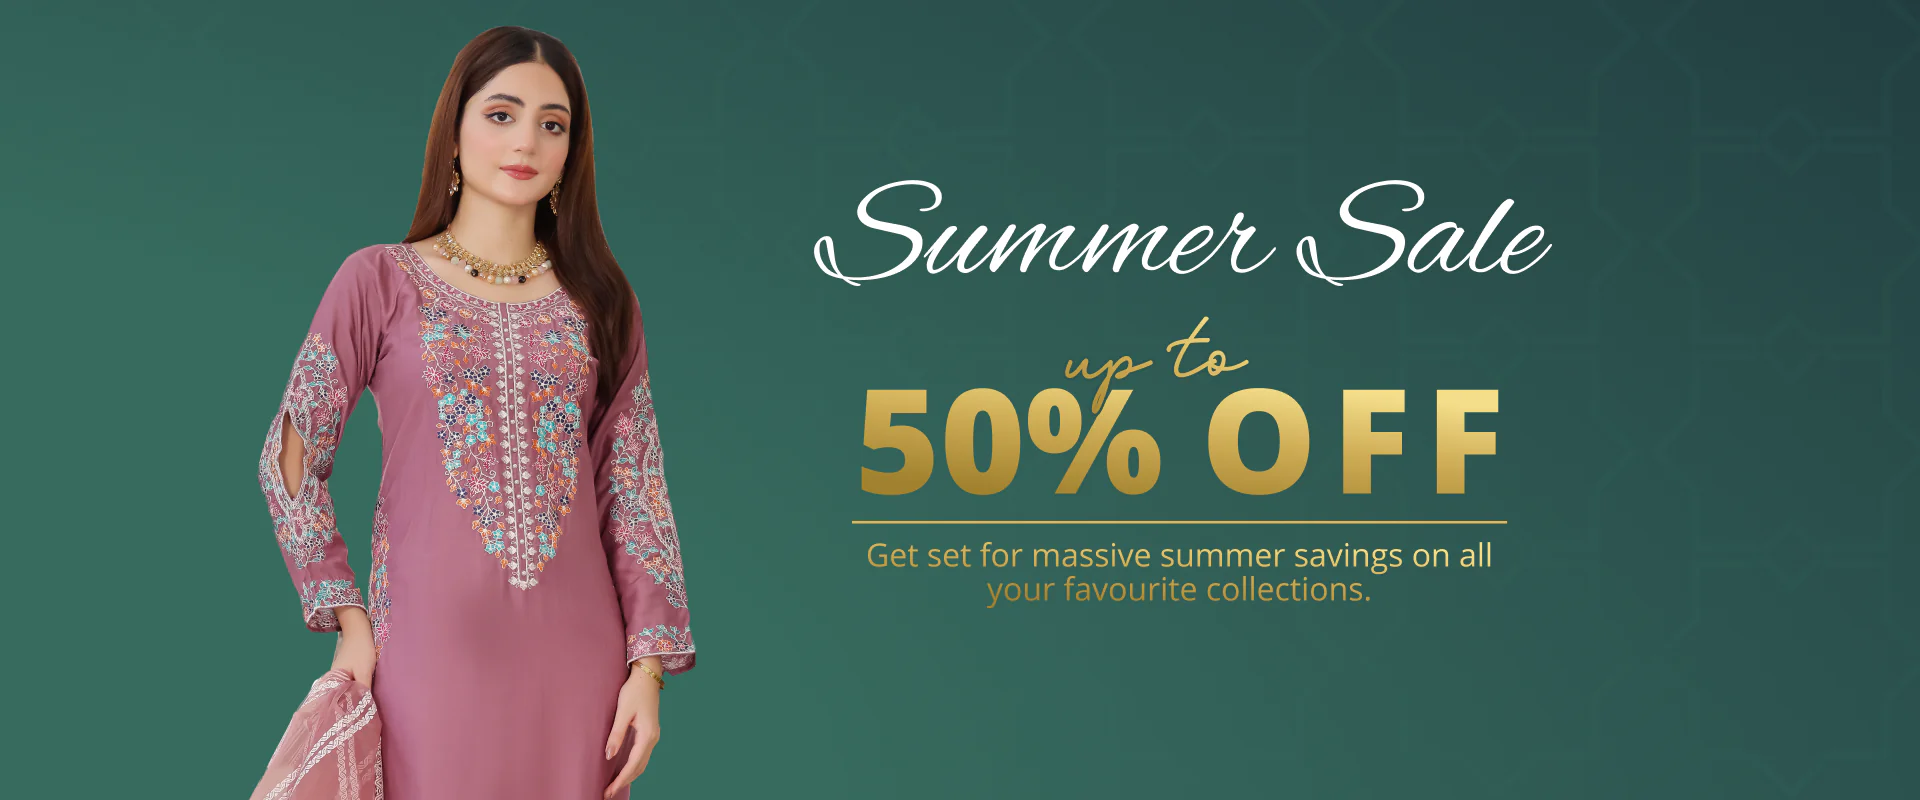 Summer Sale
up to
50% OFF
Get set for massive summer savings on all
your favourite collections.